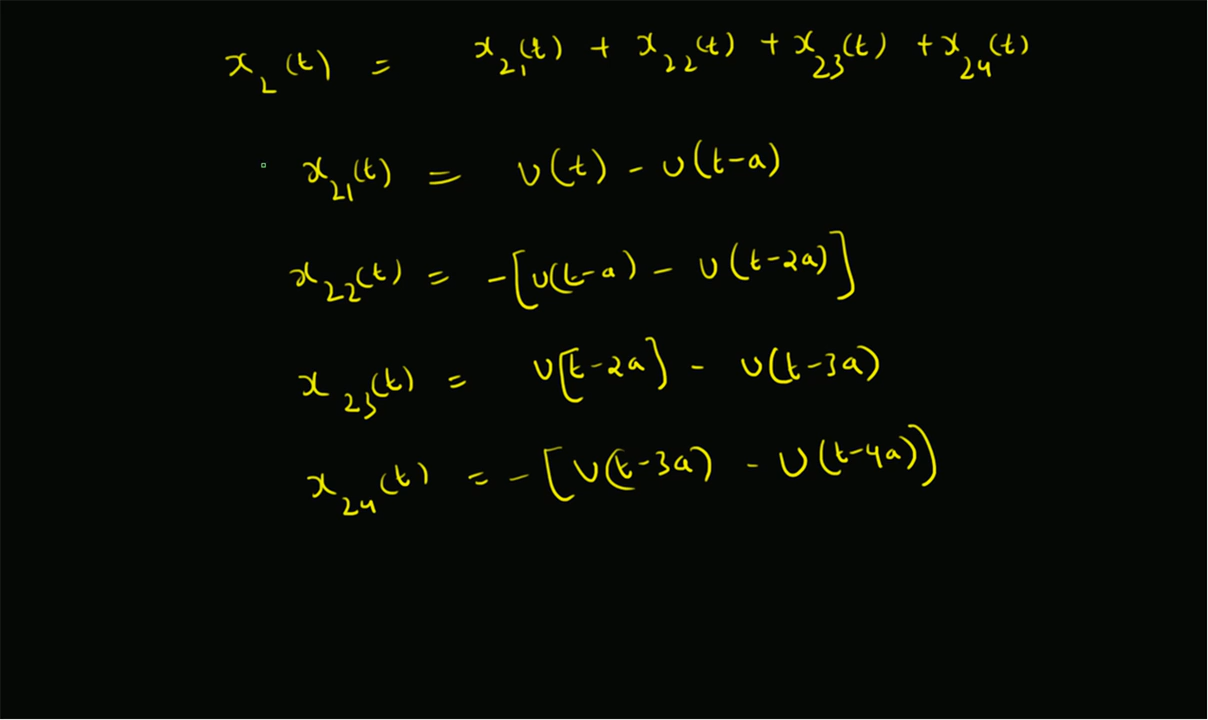 x₂(t) = x₂₁(t) + x₂₂(t) + x₂₃(t) + x₂₄(t)
x₂₁(t) = u(t) - u(t-a)
x₂₂(t) = -[u(t-a) - u(t-2a)]
x₂₃(t) = u[t-2a] - u(t-3a)
x₂₄(t) = -[u(t-3a) - u(t-4a)]